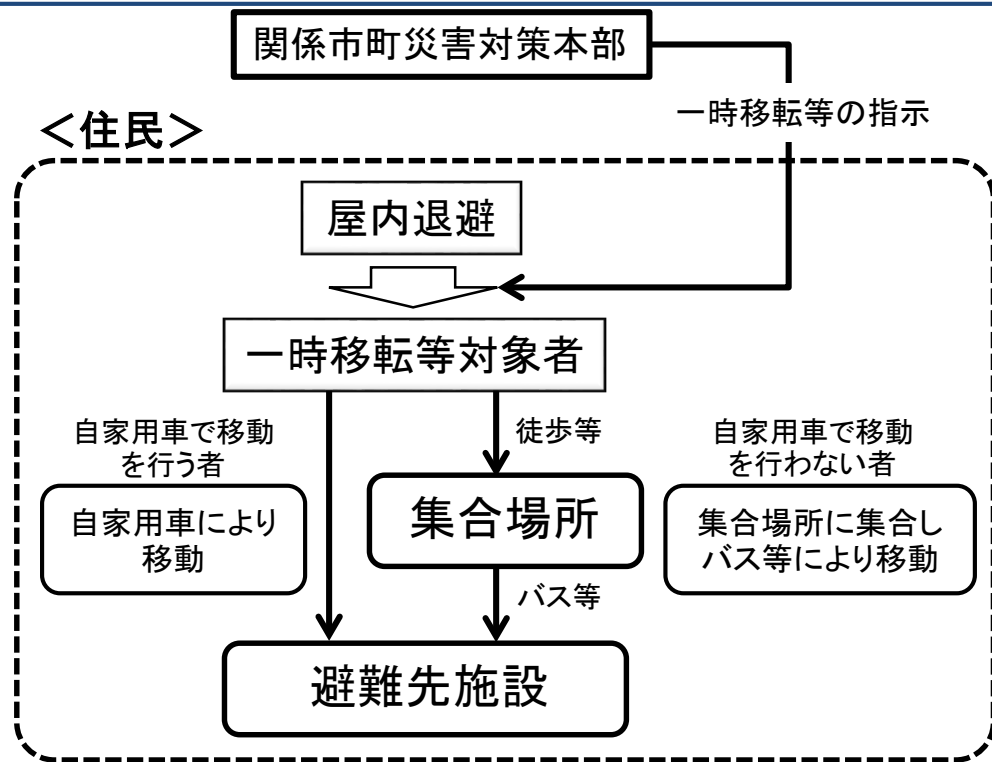 関係市町災害対策本部
一時移転等の指示
＜住民＞
屋内退避
一時移転等対象者
自家用車で移動
を行う者
徒歩等
自家用車で移動
を行わない者
自家用車により
移動
集合場所
集合場所に集合し
バス等により移動
バス等
避難先施設